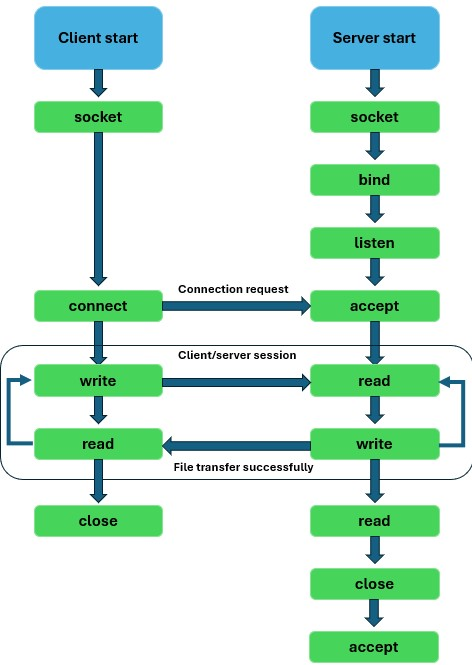 Client start
Server start
socket
socket
bind
listen
Connection request
connect
accept
Client/server session
write
read
read
write
File transfer successfully
close
read
close
accept